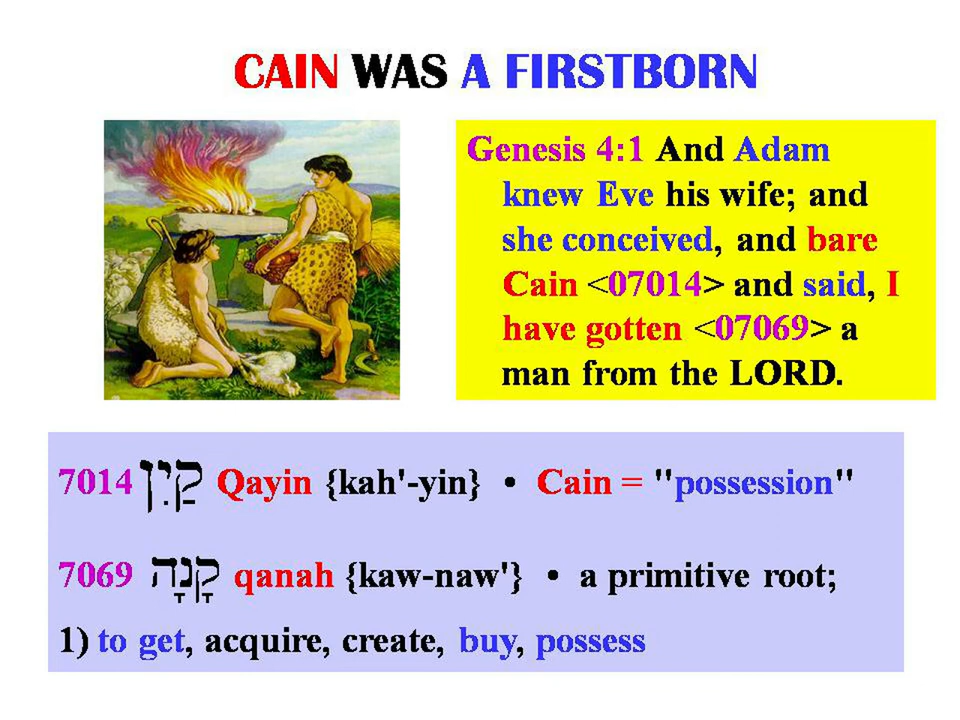 CAIN WAS A FIRSTBORN
Genesis 4:1 And Adam
knew Eve his wife; and
she conceived, and bare
Cain <07014> and said, I
have gotten <07069> a
man from the LORD.
7014 קַיִן Qayin {kah'-yin} • Cain = "possession"
7069 קָנָה qanah {kaw-naw'} • a primitive root;
1) to get, acquire, create, buy, possess